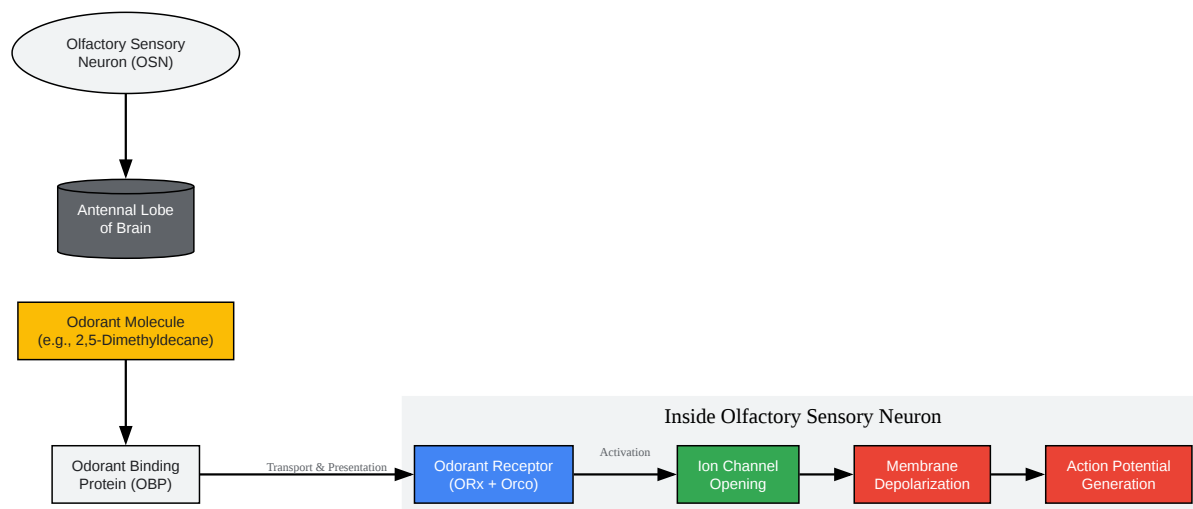 Olfactory Sensory
Neuron (OSN)
Antennal Lobe
of Brain
Odorant Molecule
(e.g., 2,5-Dimethyldecane)
Odorant Binding
Protein (OBP)
Transport & Presentation
Inside Olfactory Sensory Neuron
Odorant Receptor
(ORx + Orco)
Activation
Ion Channel
Opening
Membrane
Depolarization
Action Potential
Generation